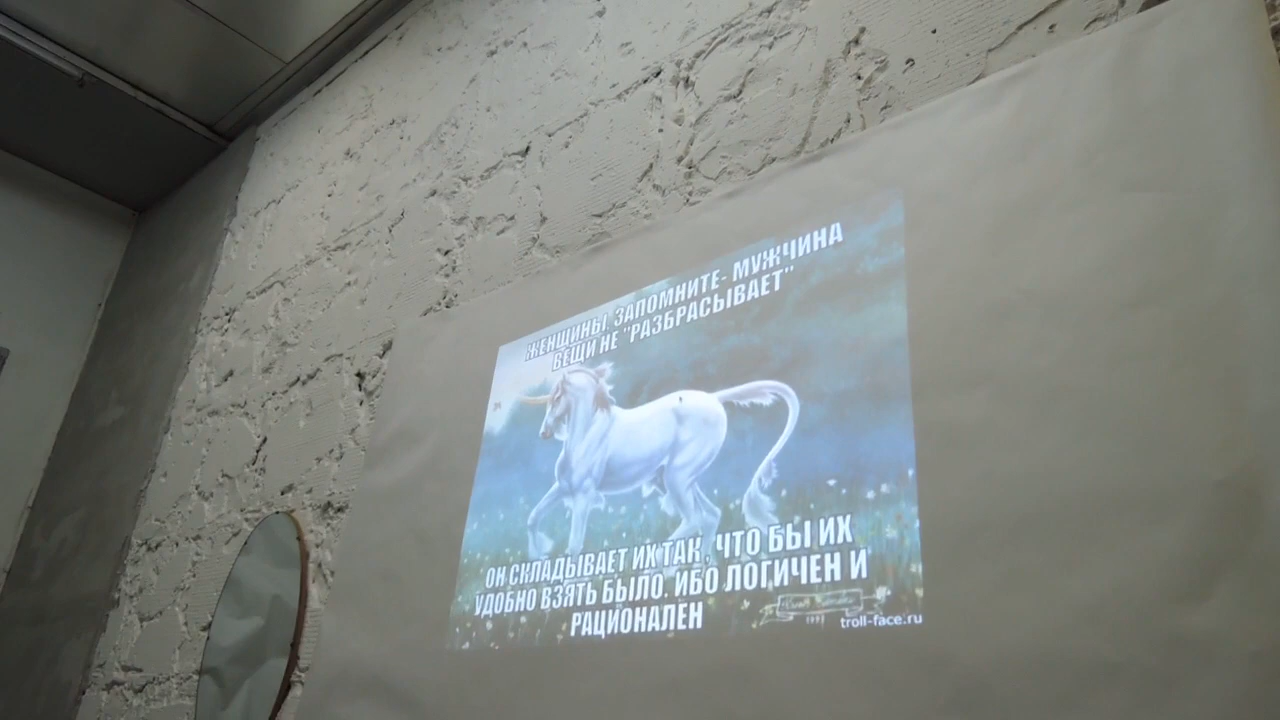 ЖЕНЩИНЫ, ЗАПОМНИТЕ- МУЖЧИНА
ВЕЩИ НЕ "РАЗБРАСЫВАЕТ"
ОН СКЛАДЫВАЕТ ИХ ТАК, ЧТО БЫ ИХ
УДОБНО ВЗЯТЬ БЫЛО. ИБО ЛОГИЧЕН И
РАЦИОНАЛЕН
troll-face.ru